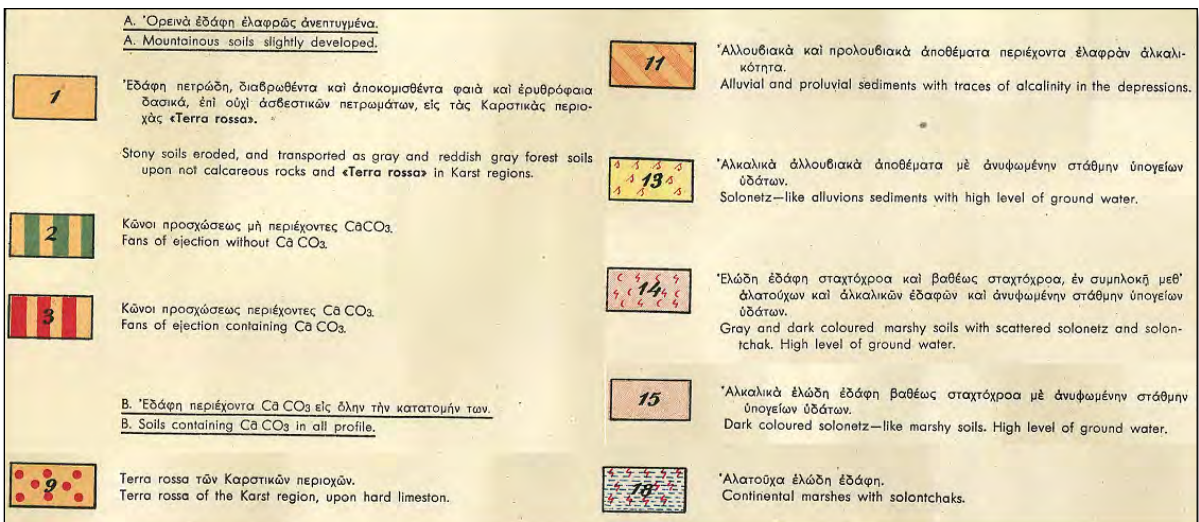 Α. Ὀρεινὰ ἐδάφη ἐλαφρῶς ἀνεπτυγμένα.
A. Mountainous soils slightly developed.
1
Ἐδάφη πετρώδη, διαβρωθέντα καὶ ἀποκομισθέντα φαιὰ καὶ ἐρυθρόφαια
δασικά, ἐπὶ οὐχὶ ἀσβεστικῶν πετρωμάτων, εἰς τὰς Καρστικὰς περιο-
χὰς «Terra rossa».
Stony soils eroded, and transported as gray and reddish gray forest soils
upon not calcareous rocks and «Terra rossa» in Karst regions.
2
Κῶνοι προσχώσεως μὴ περιέχοντες CaCO3.
Fans of ejection without Ca CO3.
3
Κῶνοι προσχώσεως περιέχοντες Ca CO3.
Fans of ejection containing Ca CO3.
Β. Ἐδάφη περιέχοντα Ca CO3 εἰς ὅλην τὴν κατατομήν των.
B. Soils containing Ca CO3 in all profile.
9
Terra rossa τῶν Καρστικῶν περιοχῶν.
Terra rossa of the Karst region, upon hard limeston.
11
Ἀλλουβιακὰ καὶ προλουβιακὰ ἀποθέματα περιέχοντα ἐλαφρὰν ἀλκαλι-
κότητα.
Alluvial and proluvial sediments with traces of alcalinity in the depressions.
13
Ἀλκαλικὰ ἀλλουβιακὰ ἀποθέματα μὲ ἀνυψωμένην στάθμην ὑπογείων
ὑδάτων.
Solonetz—like alluvions sediments with high level of ground water.
14
Ἑλώδη ἐδάφη σταχτόχροα καὶ βαθέως σταχτόχροα, ἐν συμπλοκῇ μεθ'
ἀλατούχων καὶ ἀλκαλικῶν ἐδαφῶν καὶ ἀνυψωμένην στάθμην ὑπογείων
ὑδάτων.
Gray and dark coloured marshy soils with scattered solonetz and solon-
tchak. High level of ground water.
15
Ἀλκαλικὰ ἑλώδη ἐδάφη βαθέως σταχτόχροα μὲ ἀνυψωμένην στάθμην
ὑπογείων ὑδάτων.
Dark coloured solonetz—like marshy soils. High level of ground water.
Ἀλατοῦχα ἑλώδη ἐδάφη.
Continental marshes with solontchaks.